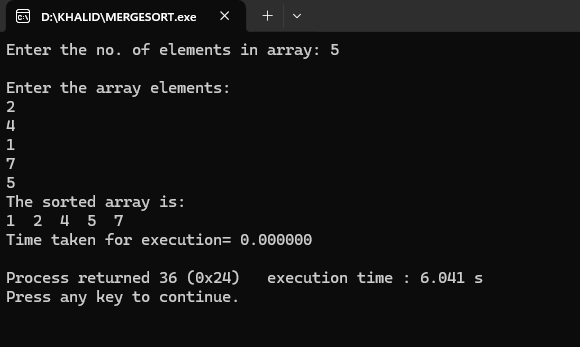 D:\KHALID\MERGESORT.exe
Enter the no. of elements in array: 5
Enter the array elements:
2
4
1
7
5
The sorted array is:
1  2  4  5  7
Time taken for execution= 0.000000
Process returned 36 (0x24)   execution time : 6.041 s
Press any key to continue.